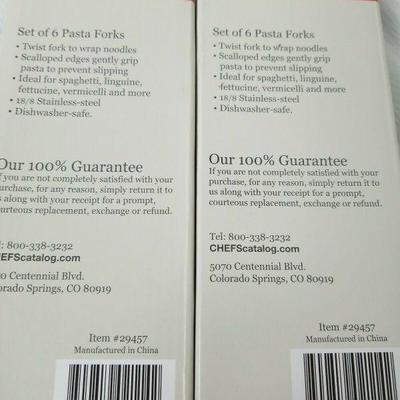 Set of 6 Pasta Forks
• Twist fork to wrap noodles
• Scalloped edges gently grip
pasta to prevent slipping
• Ideal for spaghetti, linguine,
fettucine, vermicelli and more
• 18/8 Stainless-steel
• Dishwasher-safe.
Our 100% Guarantee
f you are not completely satisfied with your
urchase, for any reason, simply return it to
s along with your receipt for a prompt,
ourteous replacement, exchange or refund.
l: 800-338-3232
HEFScatalog.com
70 Centennial Blvd.
olorado Springs, CO 80919
Item #29457
Manufactured in China
Set of 6 Pasta Forks
• Twist fork to wrap noodles
• Scalloped edges gently grip
pasta to prevent slipping
• Ideal for spaghetti, linguine,
fettucine, vermicelli and more
• 18/8 Stainless-steel
• Dishwasher-safe.
Our 100% Guarantee
If you are not completely satisfied with your
purchase, for any reason, simply return it to
us along with your receipt for a prompt,
courteous replacement, exchange or refund.
Tel: 800-338-3232
CHEFScatalog.com
5070 Centennial Blvd.
Colorado Springs, CO 80919
Item #29457
Manufactured in China